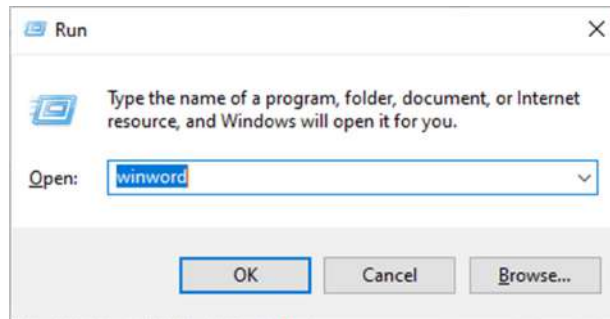 Run
Type the name of a program, folder, document, or Internet
resource, and Windows will open it for you.
Open: winword
OK Cancel Browse...